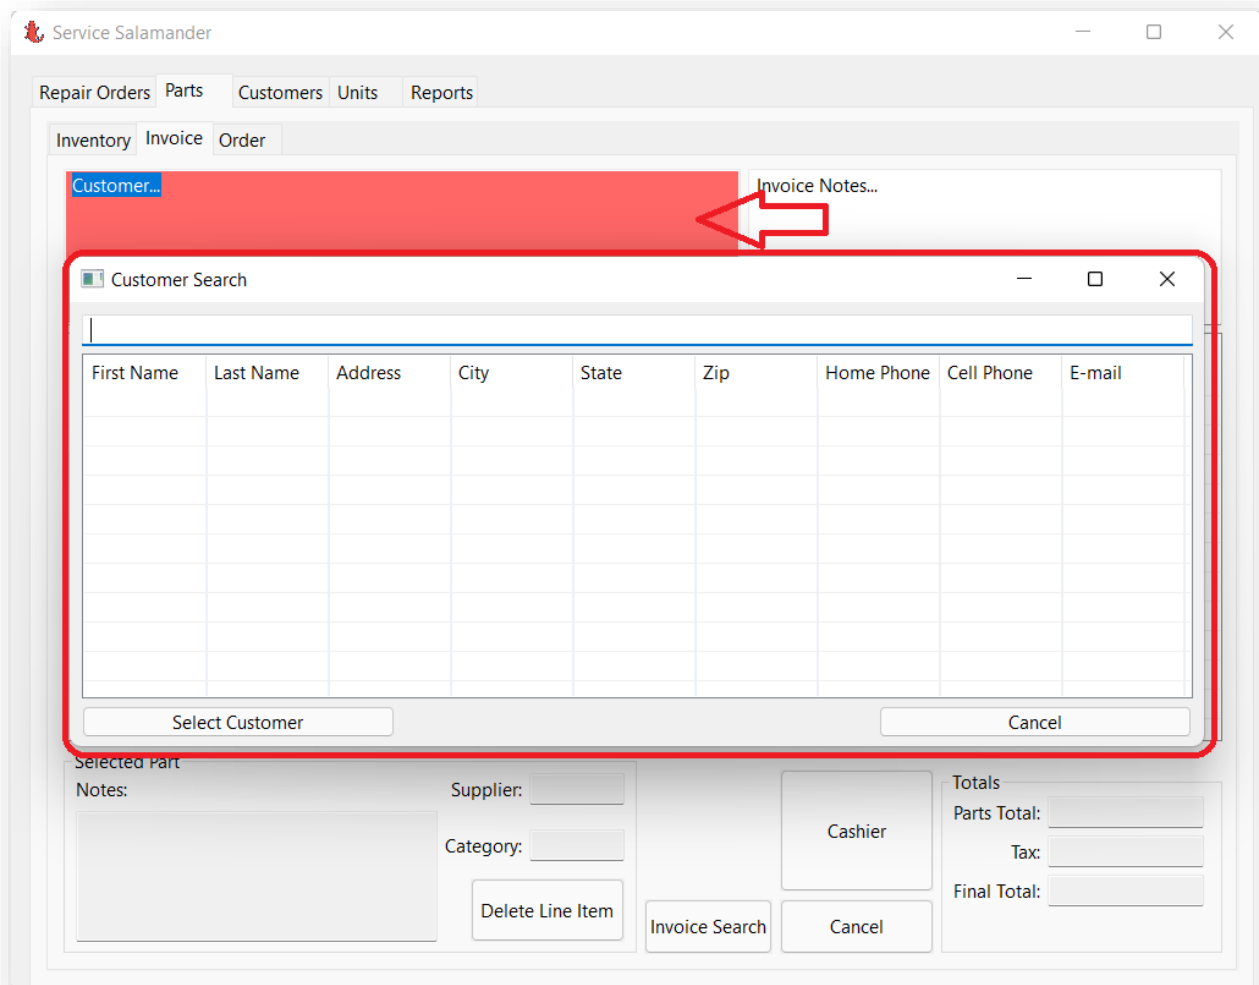 Service Salamander
Repair Orders Parts Customers Units Reports
Inventory Invoice Order
Customer... Invoice Notes...
Customer Search
First Name Last Name Address City State Zip Home Phone Cell Phone E-mail
Select Customer Cancel
Selected Part
Notes: Supplier:
Category:
Delete Line Item
Invoice Search
Cashier
Cancel
Totals
Parts Total:
Tax:
Final Total: